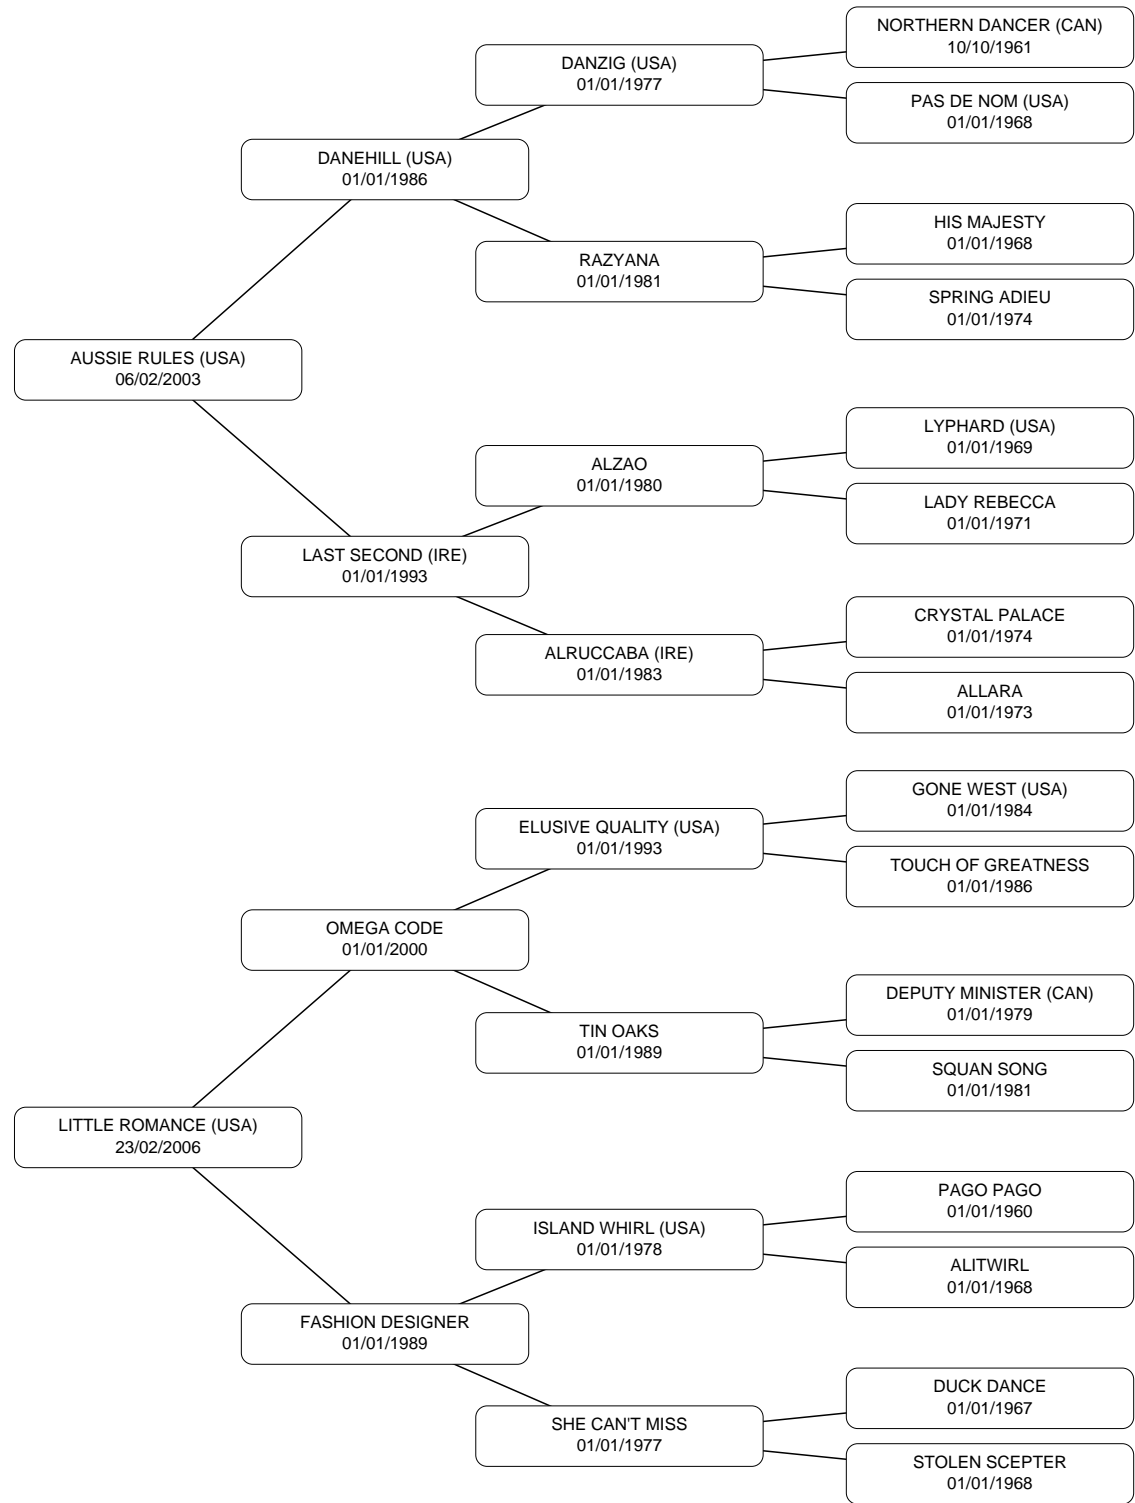 NORTHERN DANCER (CAN)
10/10/1961
DANZIG (USA)
01/01/1977
PAS DE NOM (USA)
01/01/1968
DANEHILL (USA)
01/01/1986
HIS MAJESTY
01/01/1968
RAZYANA
01/01/1981
SPRING ADIEU
01/01/1974
AUSSIE RULES (USA)
06/02/2003
LYPHARD (USA)
01/01/1969
ALZAO
01/01/1980
LADY REBECCA
01/01/1971
LAST SECOND (IRE)
01/01/1993
CRYSTAL PALACE
01/01/1974
ALRUCCABA (IRE)
01/01/1983
ALLARA
01/01/1973
GONE WEST (USA)
01/01/1984
ELUSIVE QUALITY (USA)
01/01/1993
TOUCH OF GREATNESS
01/01/1986
OMEGA CODE
01/01/2000
DEPUTY MINISTER (CAN)
01/01/1979
TIN OAKS
01/01/1989
SQUAN SONG
01/01/1981
LITTLE ROMANCE (USA)
23/02/2006
PAGO PAGO
01/01/1960
ISLAND WHIRL (USA)
01/01/1978
ALITWIRL
01/01/1968
FASHION DESIGNER
01/01/1989
DUCK DANCE
01/01/1967
SHE CAN'T MISS
01/01/1977
STOLEN SCEPTER
01/01/1968